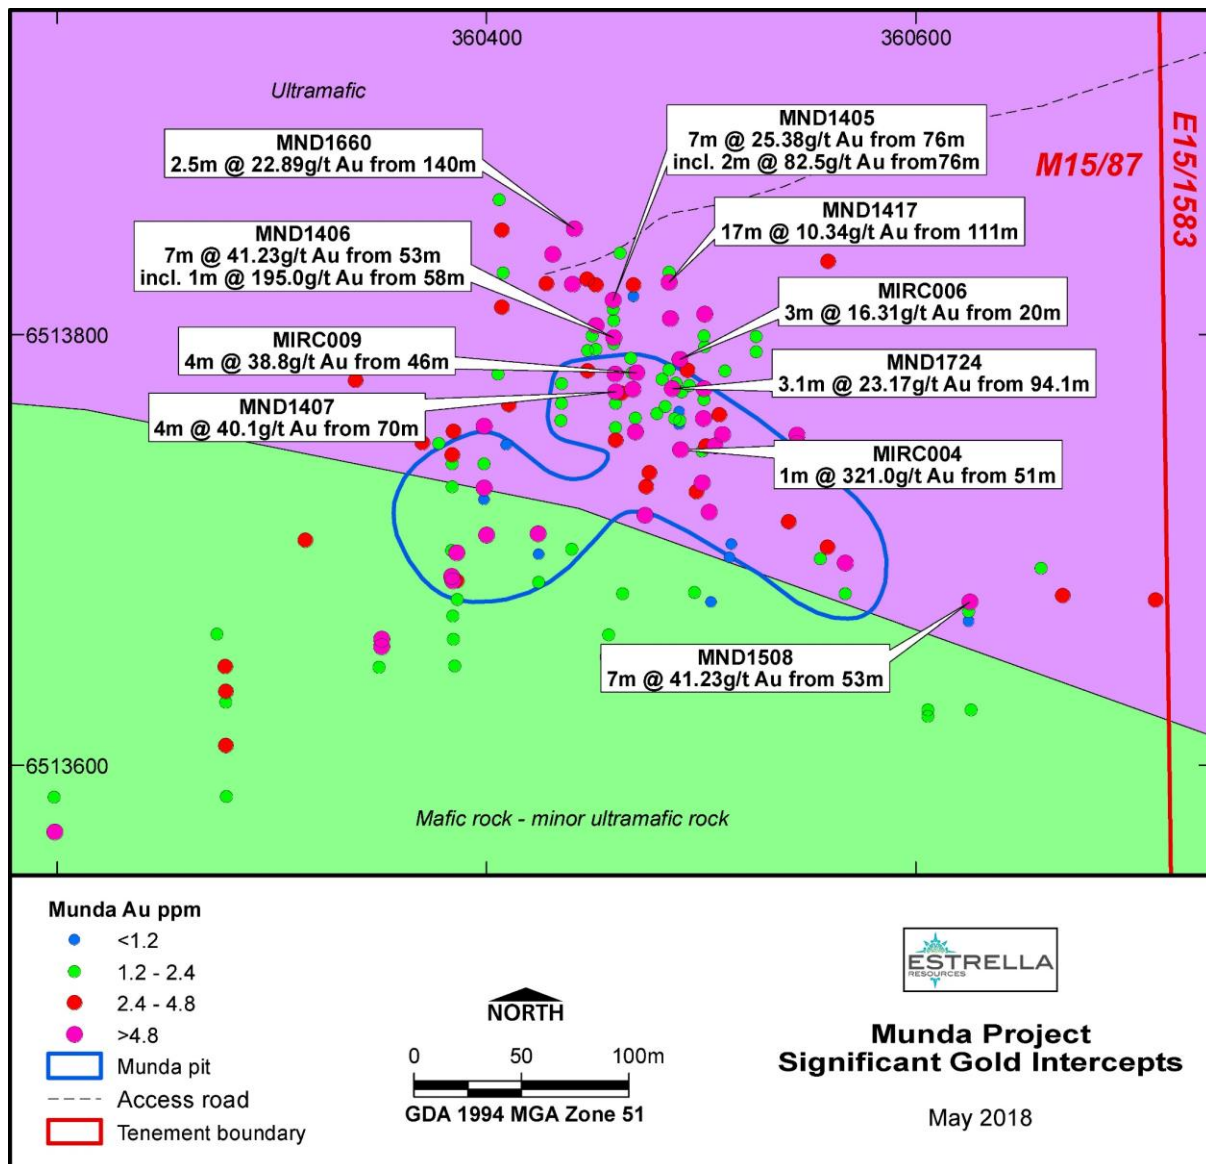 360400
360600
Ultramafic
MND1660
2.5m @ 22.89g/t Au from 140m
MND1405
7m @ 25.38g/t Au from 76m
incl. 2m @ 82.5g/t Au from76m
M15/87
E15/1583
MND1417
17m @ 10.34g/t Au from 111m
MND1406
7m @ 41.23g/t Au from 53m
incl. 1m @ 195.0g/t Au from 58m
MIRC006
3m @ 16.31g/t Au from 20m
6513800
MIRC009
4m @ 38.8g/t Au from 46m
MND1724
3.1m @ 23.17g/t Au from 94.1m
MND1407
4m @ 40.1g/t Au from 70m
MIRC004
1m @ 321.0g/t Au from 51m
MND1508
7m @ 41.23g/t Au from 53m
6513600
Mafic rock - minor ultramafic rock
Munda Au ppm
<1.2
1.2 - 2.4
2.4 - 4.8
>4.8
Munda pit
Access road
Tenement boundary
NORTH
0 50 100m
GDA 1994 MGA Zone 51
ESTRELLA
RESOURCES
Munda Project
Significant Gold Intercepts
May 2018